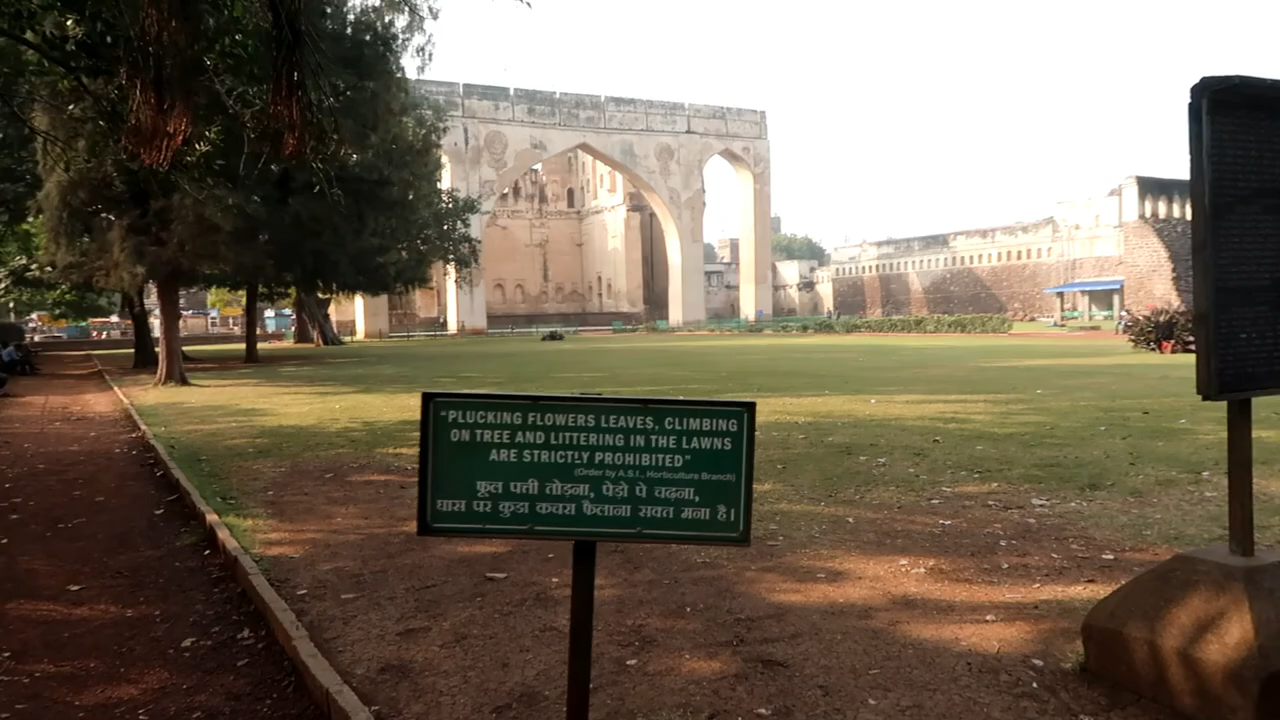 "PLUCKING FLOWERS LEAVES, CLIMBING
ON TREE AND LITTERING IN THE LAWNS
ARE STRICTLY PROHIBITED"
(Order by A.S.I., Horticulture Branch)
फूल पत्ती तोड़ना, पेड़ो पे चढ़ना,
घास पर कुडा कचरा फैलाना सक्त मना है।